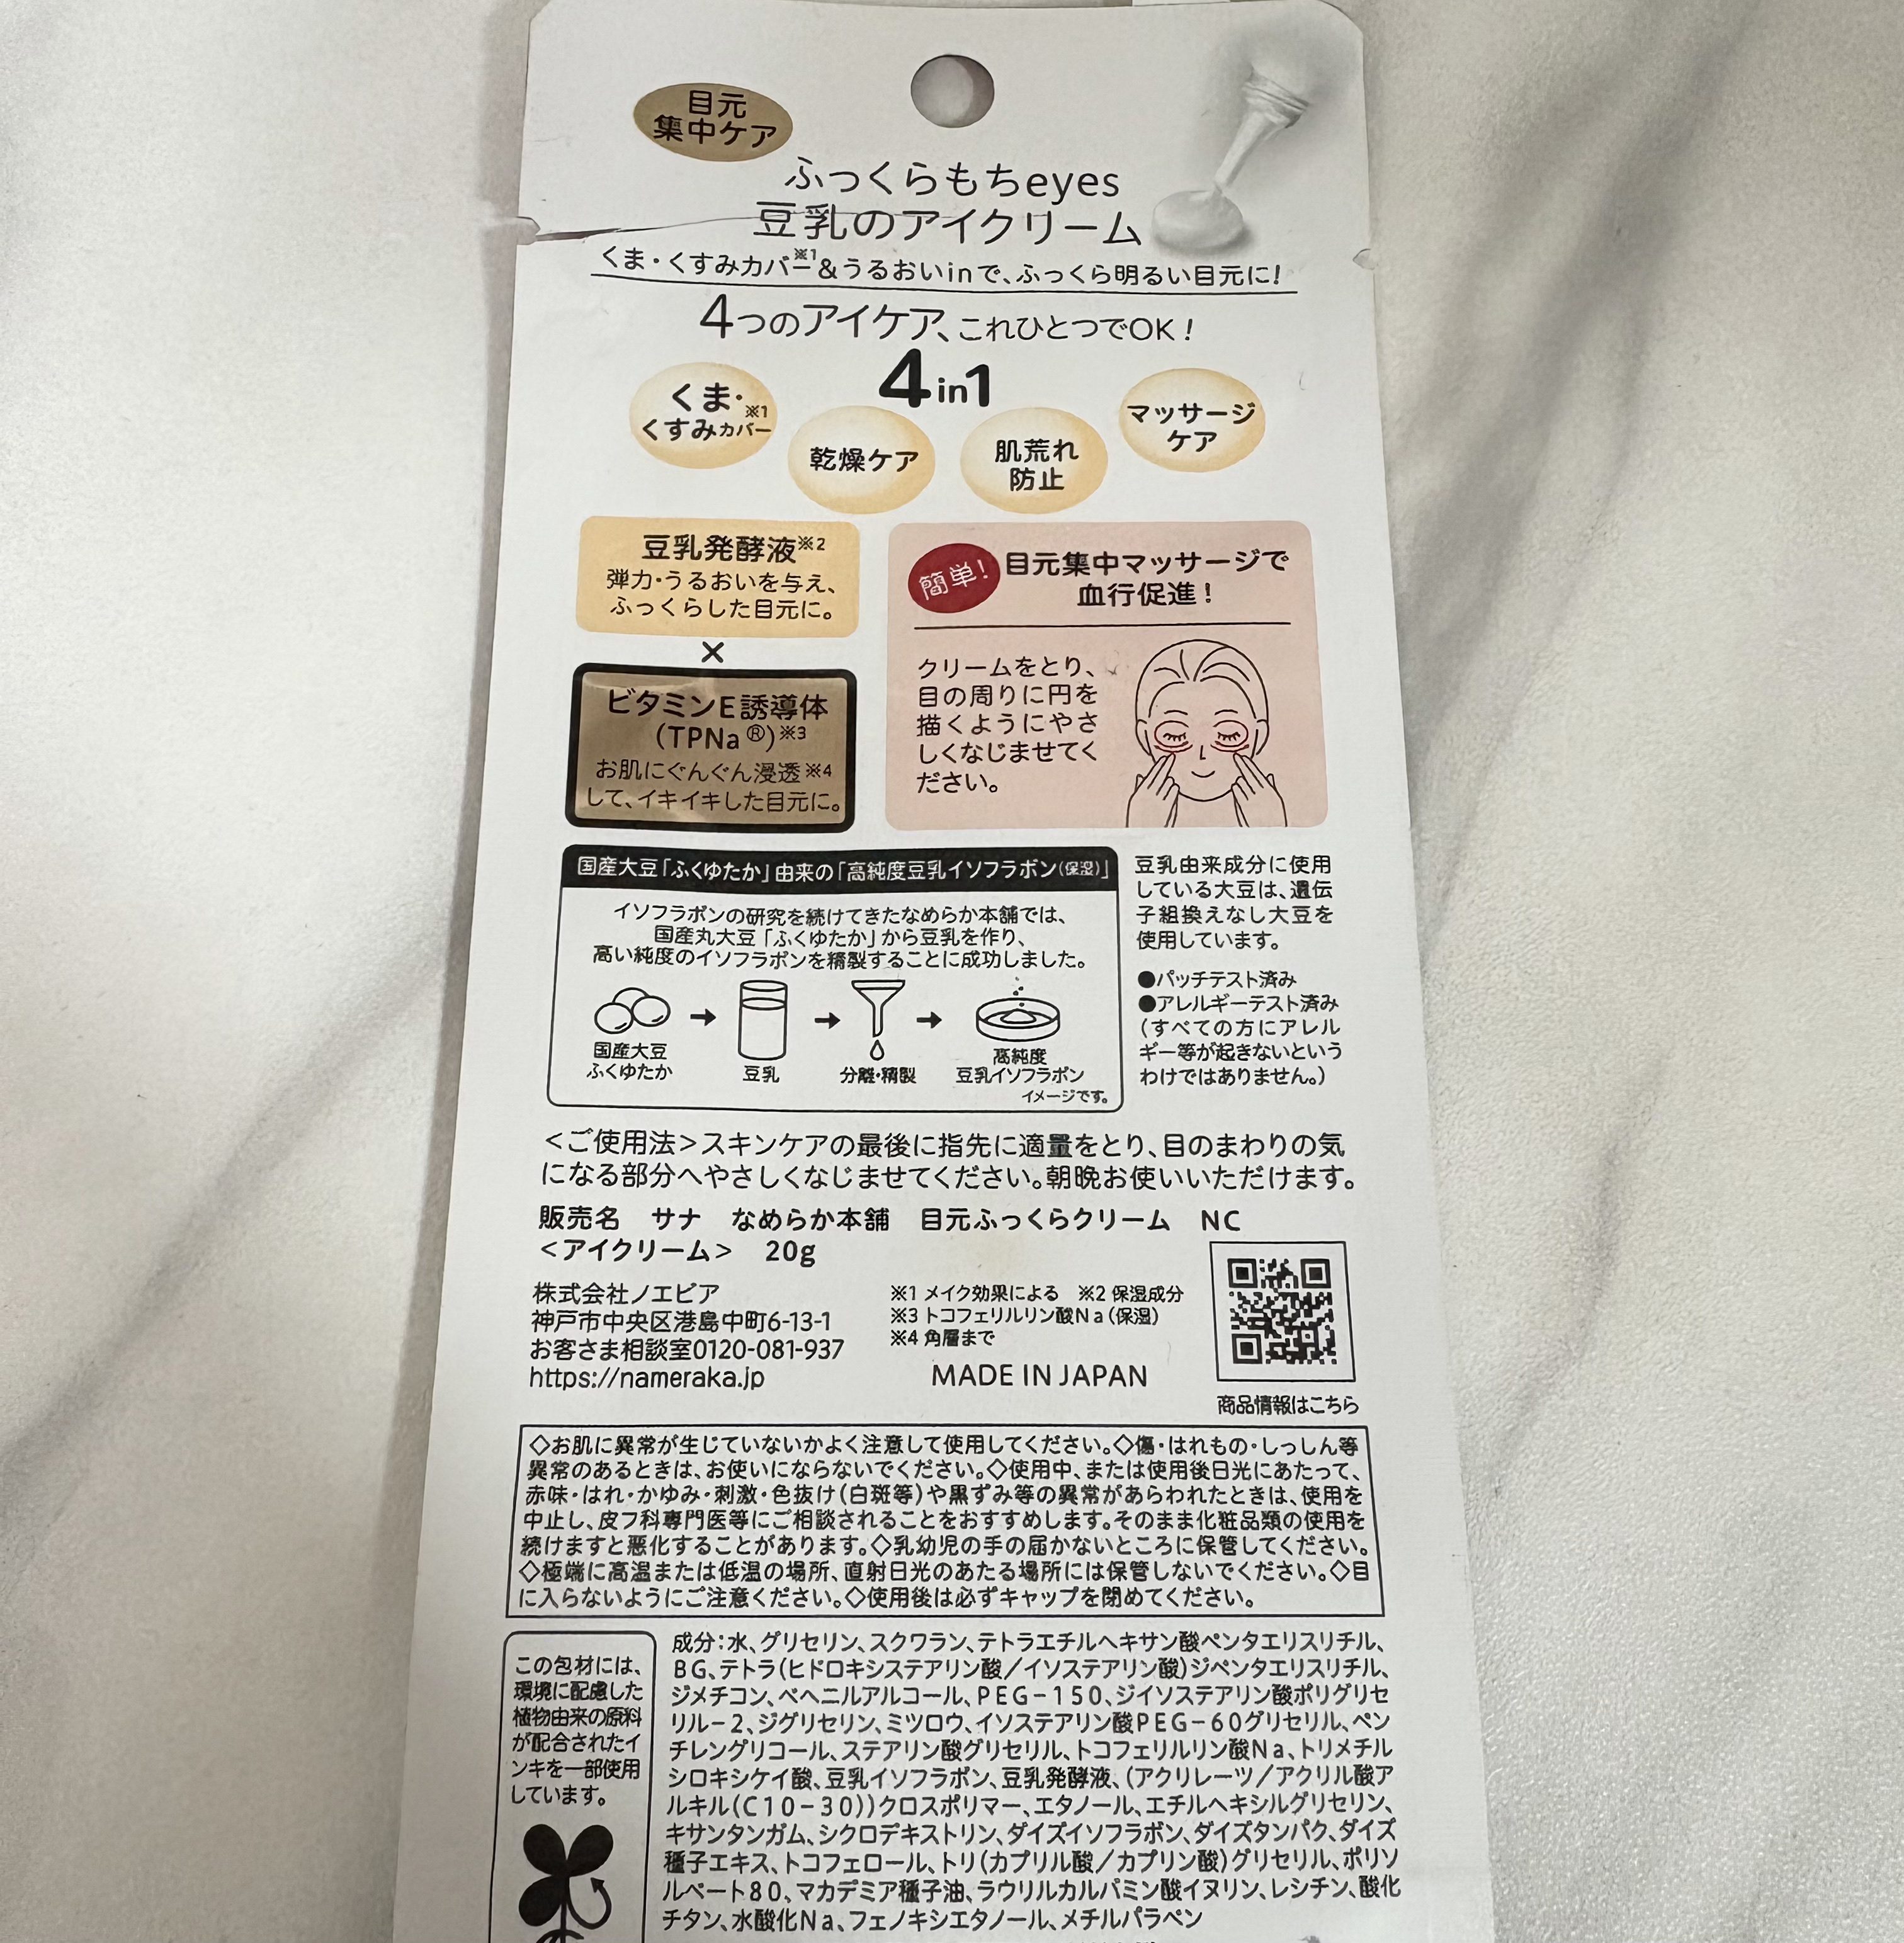 目元
集中ケア
ふっくらもちeyes
豆乳のアイクリーム
くま・くすみカバー※1&うるおいinで、ふっくら明るい目元に!
4つのアイケア、これひとつでOK!
4in1
くま・
くすみカバー※1
乾燥ケア
肌荒れ
防止
マッサージ
ケア
豆乳発酵液※2
弾力・うるおいを与え、
ふっくらした目元に。
×
ビタミンE誘導体
(TPNa®)※3
お肌にぐんぐん浸透※4
して、イキイキした目元に。
簡単!
目元集中マッサージで
血行促進!
クリームをとり、
目の周りに円を
描くようにやさ
しくなじませてく
ださい。
国産大豆「ふくゆたか」由来の「高純度豆乳イソフラボン(保湿)」
イソフラボンの研究を続けてきたなめらか本舗では、
国産丸大豆「ふくゆたか」から豆乳を作り、
高い純度のイソフラボンを精製することに成功しました。
国産大豆
ふくゆたか
豆乳
分離・精製
高純度
豆乳イソフラボン
イメージです。
豆乳由来成分に使用
している大豆は、遺伝
子組換えなし大豆を
使用しています。
●パッチテスト済み
●アレルギーテスト済み
(すべての方にアレル
ギー等が起きないという
わけではありません。)
<ご使用法>スキンケアの最後に指先に適量をとり、目のまわりの気
になる部分へやさしくなじませてください。朝晩お使いいただけます。
販売名 サナ なめらか本舗 目元ふっくらクリーム NC
<アイクリーム> 20g
株式会社ノエビア
神戸市中央区港島中町6-13-1
お客さま相談室0120-081-937
https://nameraka.jp
※1 メイク効果による ※2 保湿成分
※3 トコフェリルリン酸Na(保湿)
※4 角層まで
MADE IN JAPAN
商品情報はこちら
◇お肌に異常が生じていないかよく注意して使用してください。◇傷・はれもの・しっしん等
異常のあるときは、お使いにならないでください。◇使用中、または使用後日光にあたって、
赤味・はれ・かゆみ・刺激・色抜け(白斑等)や黒ずみ等の異常があらわれたときは、使用を
中止し、皮フ科専門医等にご相談されることをおすすめします。そのまま化粧品類の使用を
続けますと悪化することがあります。◇乳幼児の手の届かないところに保管してください。
◇極端に高温または低温の場所、直射日光のあたる場所には保管しないでください。◇目
に入らないようにご注意ください。◇使用後は必ずキャップを閉めてください。
この包材には、
環境に配慮した
植物由来の原料
が配合されたイ
ンキを一部使用
しています。
成分:水、グリセリン、スクワラン、テトラエチルヘキサン酸ペンタエリスリチル、
BG、テトラ(ヒドロキシステアリン酸/イソステアリン酸)ジペンタエリスリチル、
ジメチコン、ベヘニルアルコール、PEG-150、ジイソステアリン酸ポリグリセ
リル-2、ジグリセリン、ミツロウ、イソステアリン酸PEG-60グリセリル、ペン
チレングリコール、ステアリン酸グリセリル、トコフェリルリン酸Na、トリメチル
シロキシケイ酸、豆乳イソフラボン、豆乳発酵液、(アクリレーツ/アクリル酸ア
ルキル(C10-30))クロスポリマー、エタノール、エチルヘキシルグリセリン、
キサンタンガム、シクロデキストリン、ダイズイソフラボン、ダイズタンパク、ダイズ
種子エキス、トコフェロール、トリ(カプリル酸/カプリン酸)グリセリル、ポリソ
ルベート80、マカデミア種子油、ラウリルカルバミン酸イヌリン、レシチン、酸化
チタン、水酸化Na、フェノキシエタノール、メチルパラベン